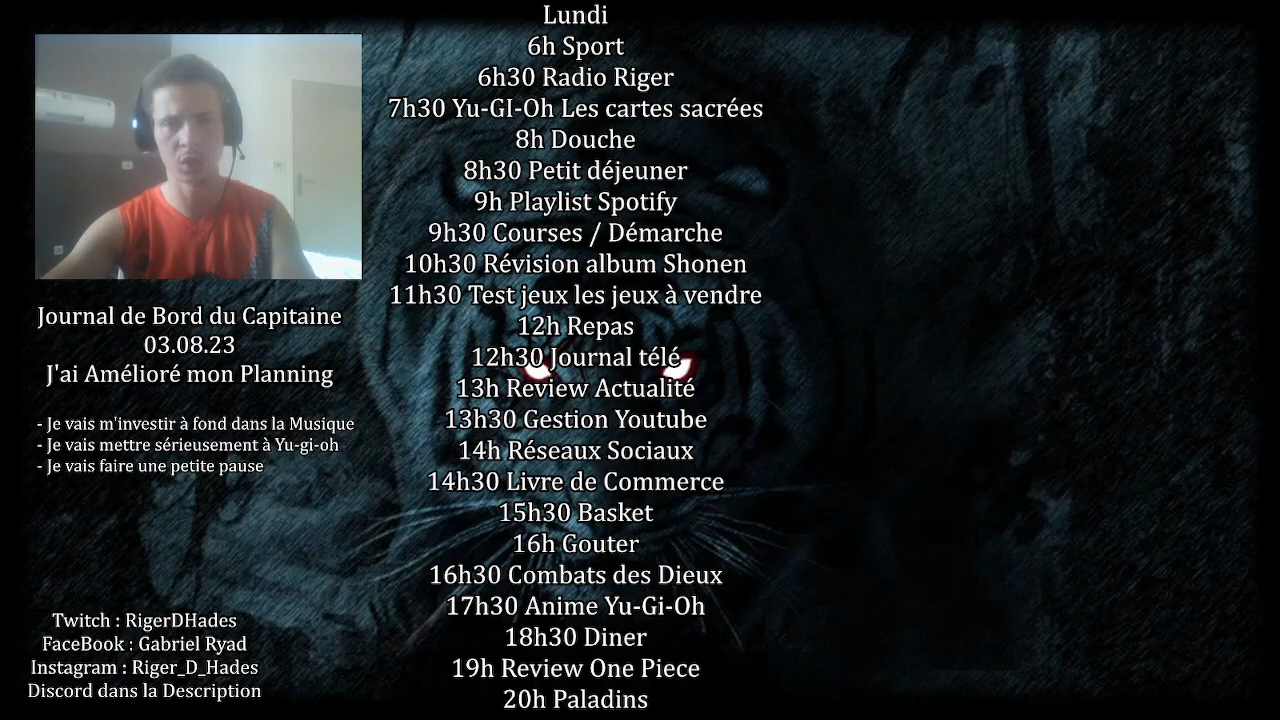 Lundi
6h Sport
6h30 Radio Riger
7h30 Yu-GI-Oh Les cartes sacrées
8h Douche
8h30 Petit déjeuner
9h Playlist Spotify
9h30 Courses / Démarche
10h30 Révision album Shonen
11h30 Test jeux les jeux à vendre
12h Repas
12h30 Journal télé
13h Review Actualité
13h30 Gestion Youtube
14h Réseaux Sociaux
14h30 Livre de Commerce
15h30 Basket
16h Gouter
16h30 Combats des Dieux
17h30 Anime Yu-Gi-Oh
18h30 Diner
19h Review One Piece
20h Paladins
Journal de Bord du Capitaine
03.08.23
J'ai Amélioré mon Planning
- Je vais m'investir à fond dans la Musique
- Je vais mettre sérieusement à Yu-gi-oh
- Je vais faire une petite pause
Twitch : RigerDHades
FaceBook : Gabriel Ryad
Instagram : Riger_D_Hades
Discord dans la Description